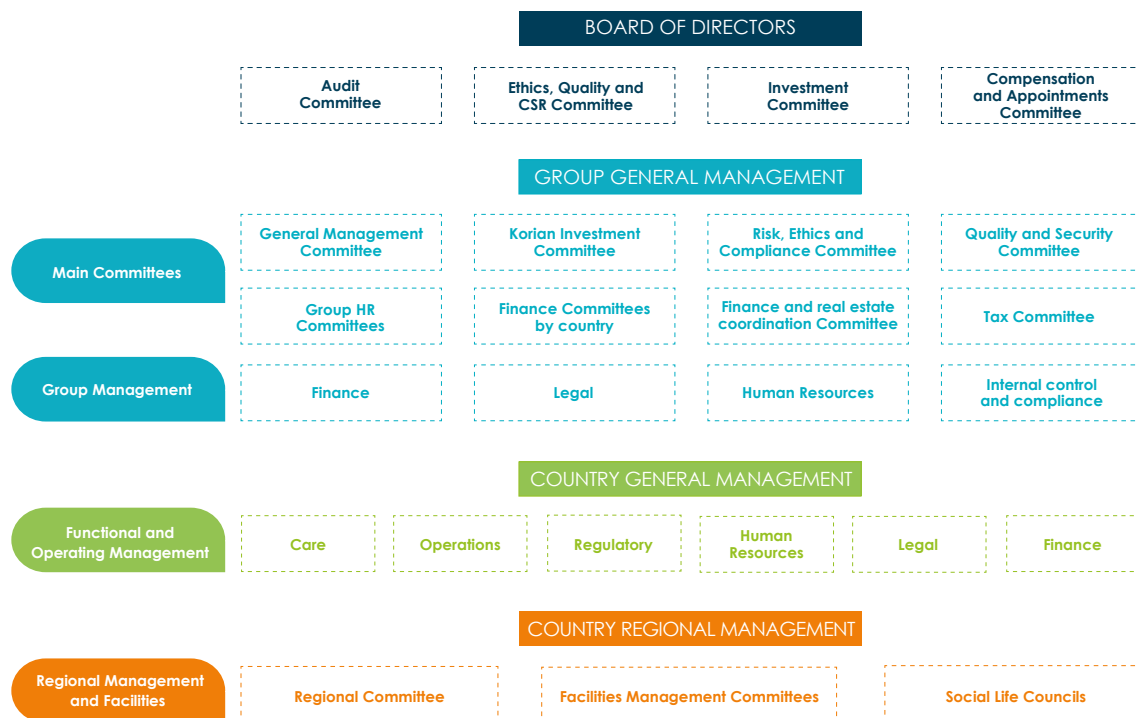 BOARD OF DIRECTORS
Audit
Committee
Ethics, Quality and
CSR Committee
Investment
Committee
Compensation
and Appointments
Committee
GROUP GENERAL MANAGEMENT
Main Committees
General Management
Committee
Korian Investment
Committee
Risk, Ethics and
Compliance Committee
Quality and Security
Committee
Group HR
Committees
Finance Committees
by country
Finance and real estate
coordination Committee
Tax Committee
Group Management
Finance
Legal
Human Resources
Internal control
and compliance
COUNTRY GENERAL MANAGEMENT
Functional and
Operating Management
Care
Operations
Regulatory
Human
Resources
Legal
Finance
COUNTRY REGIONAL MANAGEMENT
Regional Management
and Facilities
Regional Committee
Facilities Management Committees
Social Life Councils